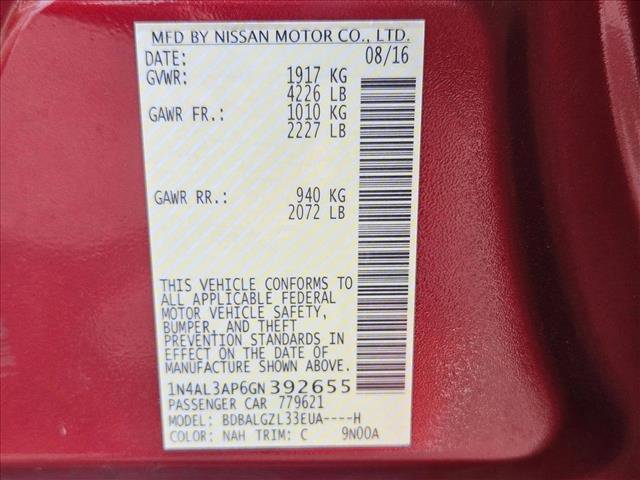 MFD BY NISSAN MOTOR CO., LTD.
DATE: 08/16
GVWR: 1917 KG
4226 LB
GAWR FR.: 1010 KG
2227 LB
GAWR RR.: 940 KG
2072 LB
THIS VEHICLE CONFORMS TO
ALL APPLICABLE FEDERAL
MOTOR VEHICLE SAFETY,
BUMPER, AND THEFT
PREVENTION STANDARDS IN
EFFECT ON THE DATE OF
MANUFACTURE SHOWN ABOVE.
1N4AL3AP6GN392655
PASSENGER CAR 779621
MODEL: BDBALGZL33EUA----H
COLOR: NAH TRIM: C 9N00A